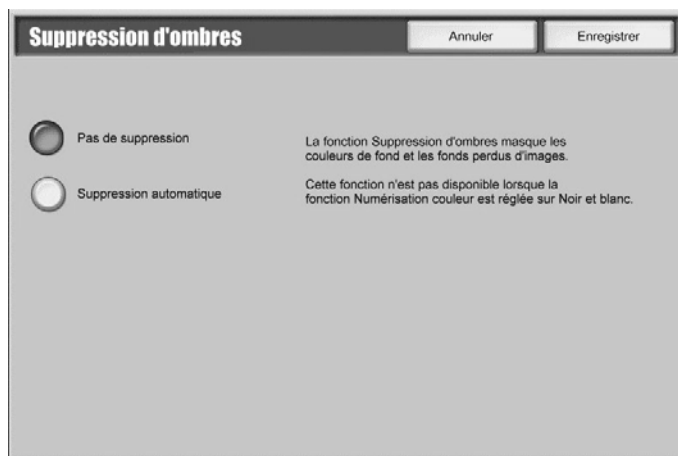 Suppression d'ombres
Annuler
Enregistrer
Pas de suppression
La fonction Suppression d'ombres masque les
couleurs de fond et les fonds perdus d'images.
Suppression automatique
Cette fonction n'est pas disponible lorsque la
fonction Numérisation couleur est réglée sur Noir et blanc.